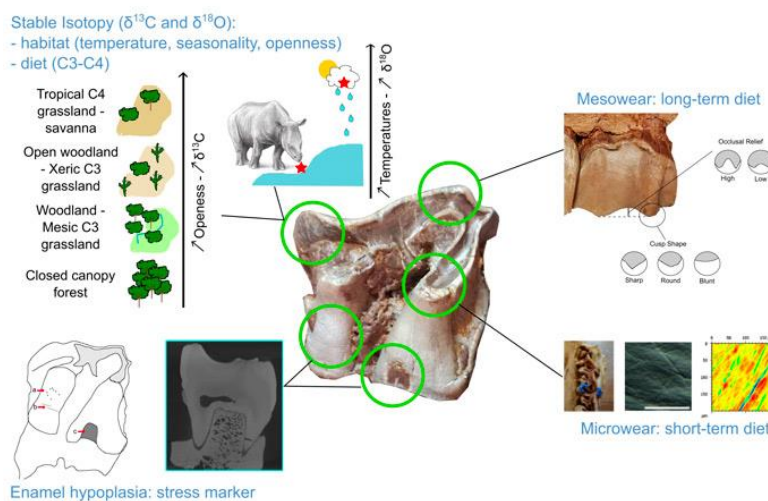 Stable Isotopy (δ¹³C and δ¹⁸O):
- habitat (temperature, seasonality, openness)
- diet (C3-C4)
Tropical C4
grassland -
savanna
Open woodland
- Xeric C3
grassland
Woodland -
Mesic C3
grassland
Closed canopy
forest
↗ Openess - ↗ δ¹³C
↗ Temperatures - ↗ δ¹⁸O
Mesowear: long-term diet
Occlusal Relief
High
Low
Cusp Shape
Sharp
Round
Blunt
a
b
c
Enamel hypoplasia: stress marker
Microwear: short-term diet